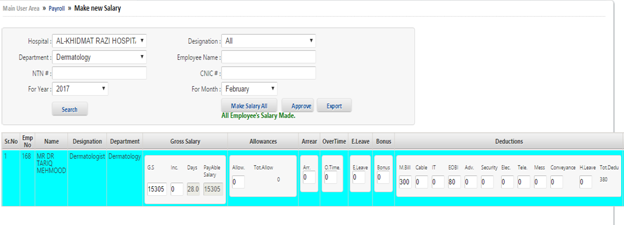 Main User Area » Payroll » Make new Salary
Hospital : AL-KHIDMAT RAZI HOSPIT. Designation : All
Department : Dermatology Employee Name :
NTN # : CNIC # :
For Year : 2017 For Month : February
Search Make Salary All Approve Export
All Employee's Salary Made.
Sr.No Emp No Name Designation Department Gross Salary Allowances Arrear OverTime E.Leave Bonus Deductions
1 168 MR DR TARIQ MEHMOOD Dermatologist Dermatology
G.S. Inc. Days PayAble Salary Allow. Tot.Allow Arr. O.Time. E.Leave Bonus M.Bill Cable IT EOBI Adv. Security Elec. Tele. Mess Conveyance H.Leave Tot.Dedu
15305 0 28.0 15305 0 0 0 0 0 0 300 0 0 80 0 0 0 0 0 0 0 380